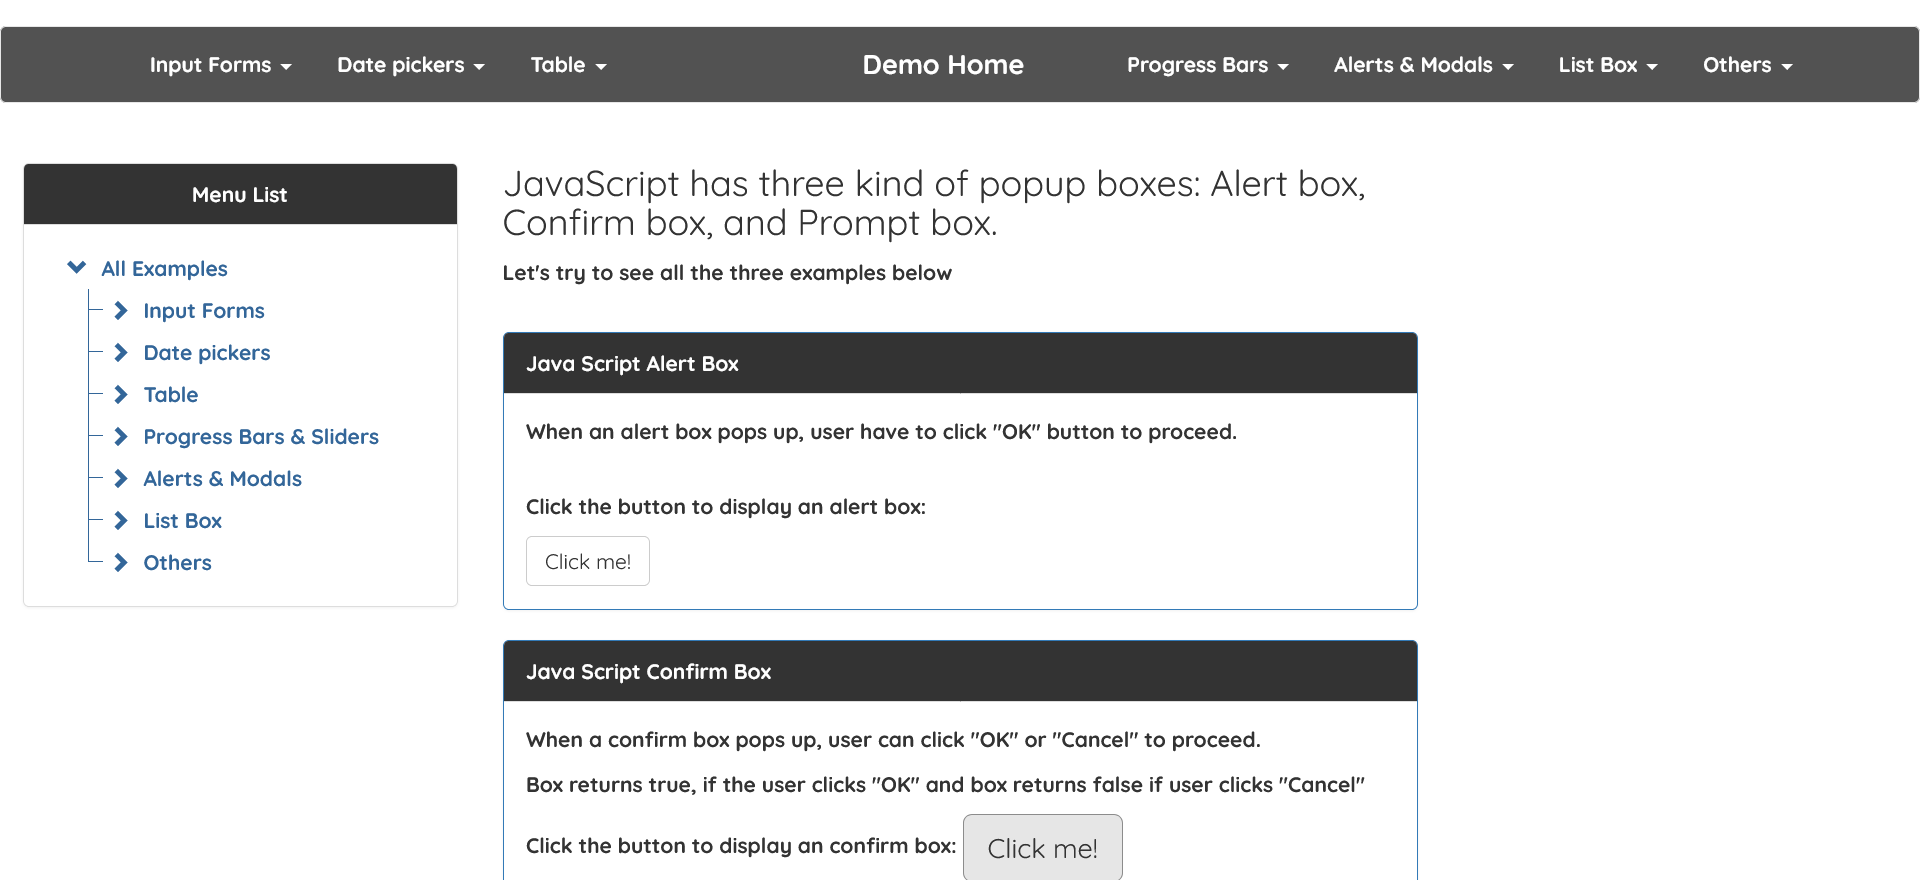 Input Forms
Date pickers
Table
Demo Home
Progress Bars
Alerts & Modals
List Box
Others
Menu List
All Examples
Input Forms
Date pickers
Table
Progress Bars & Sliders
Alerts & Modals
List Box
Others
JavaScript has three kind of popup boxes: Alert box,
Confirm box, and Prompt box.
Let's try to see all the three examples below
Java Script Alert Box
When an alert box pops up, user have to click "OK" button to proceed.
Click the button to display an alert box:
Click me!
Java Script Confirm Box
When a confirm box pops up, user can click "OK" or "Cancel" to proceed.
Box returns true, if the user clicks "OK" and box returns false if user clicks "Cancel"
Click the button to display an confirm box: Click me!